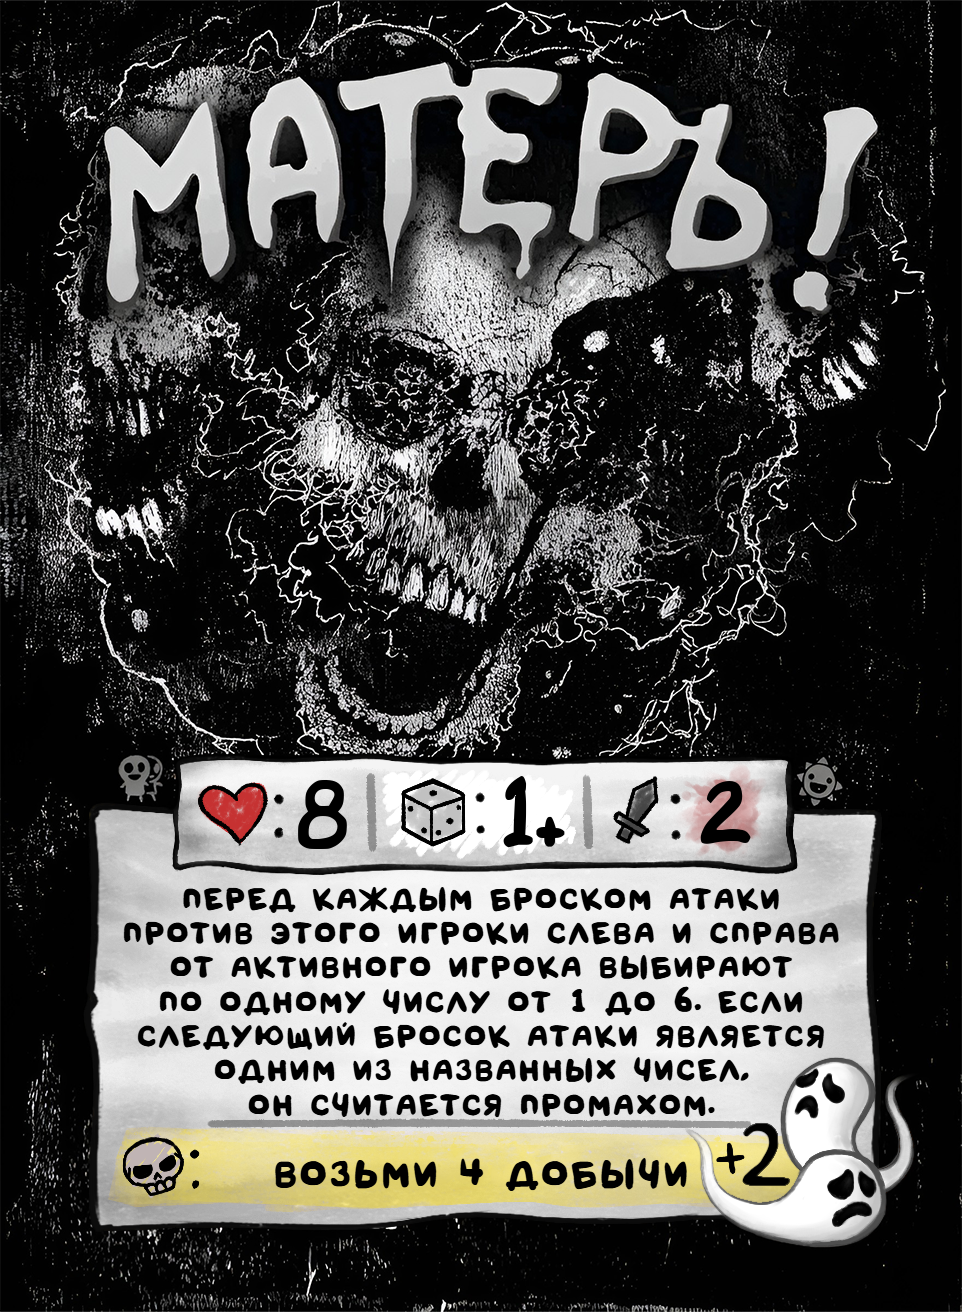 МАТЕРЬ!
:8 :1+ :2
ПЕРЕД КАЖДЫМ БРОСКОМ АТАКИ
ПРОТИВ ЭТОГО ИГРОКИ СЛЕВА И СПРАВА
ОТ АКТИВНОГО ИГРОКА ВЫБИРАЮТ
ПО ОДНОМУ ЧИСЛУ ОТ 1 ДО 6. ЕСЛИ
СЛЕДУЮЩИЙ БРОСОК АТАКИ ЯВЛЯЕТСЯ
ОДНИМ ИЗ НАЗВАННЫХ ЧИСЕЛ,
ОН СЧИТАЕТСЯ ПРОМАХОМ.
: ВОЗЬМИ 4 ДОБЫЧИ +2